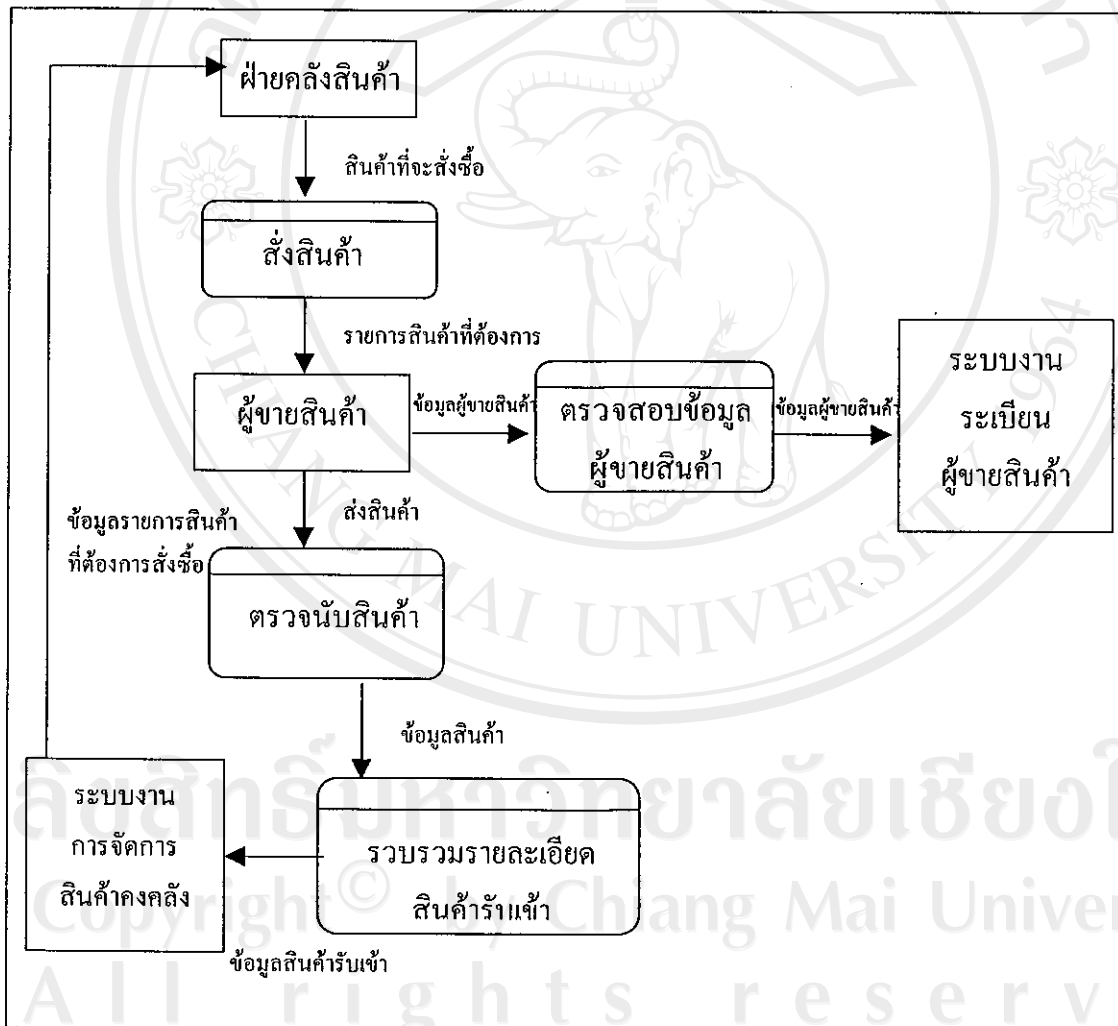 ฝ่ายคลังสินค้า
สินค้าที่จะสั่งซื้อ
สั่งสินค้า
รายการสินค้าที่ต้องการ
ผู้ขายสินค้า
ข้อมูลผู้ขายสินค้า
ตรวจสอบข้อมูล
ผู้ขายสินค้า
ข้อมูลผู้ขายสินค้า
ระบบงาน
ระเบียน
ผู้ขายสินค้า
ส่งสินค้า
ข้อมูลรายการสินค้า
ที่ต้องการสั่งซื้อ
ตรวจนับสินค้า
ข้อมูลสินค้า
ระบบงาน
การจัดการ
สินค้าคงคลัง
รวบรวมรายละเอียด
สินค้ารับเข้า
ข้อมูลสินค้ารับเข้า
CHIANG MAI UNIVERSITY 1964
ลิขสิทธิ์มหาวิทยาลัยเชียงใ
Copyright© by Chiang Mai Univer
All rights reserv